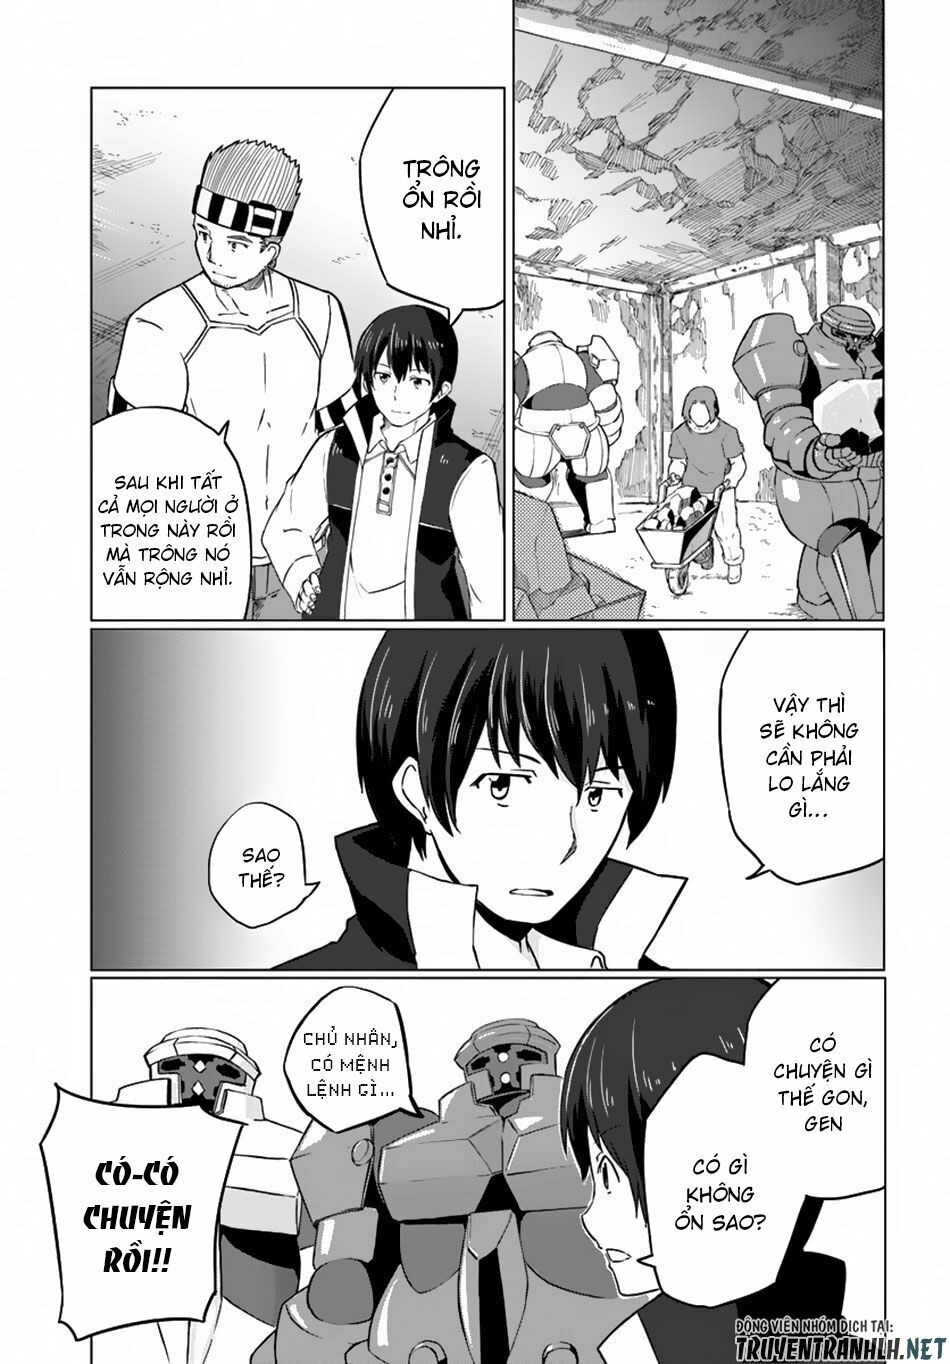 TRÔNG
ỔN RỒI
NHỈ.
SAU KHI TẤT
CẢ MỌI NGƯỜI Ở
TRONG NÀY RỒI
MÀ TRÔNG NÓ
VẪN RỘNG NHỈ.
VẬY THÌ
SẼ KHÔNG
CẦN PHẢI
LO LẮNG
GÌ...
SAO
THẾ?
CÓ
CHUYỆN GÌ
THẾ GON,
GEN
CÓ GÌ
KHÔNG
ỔN SAO?
CHỦ NHÂN,
CÓ MỆNH
LỆNH GÌ...
CÓ-CÓ
CHUYỆN
RỒI!!
ĐỘNG VIÊN NHÓM DỊCH TẠI:
TRUYENTRANHLH.NET